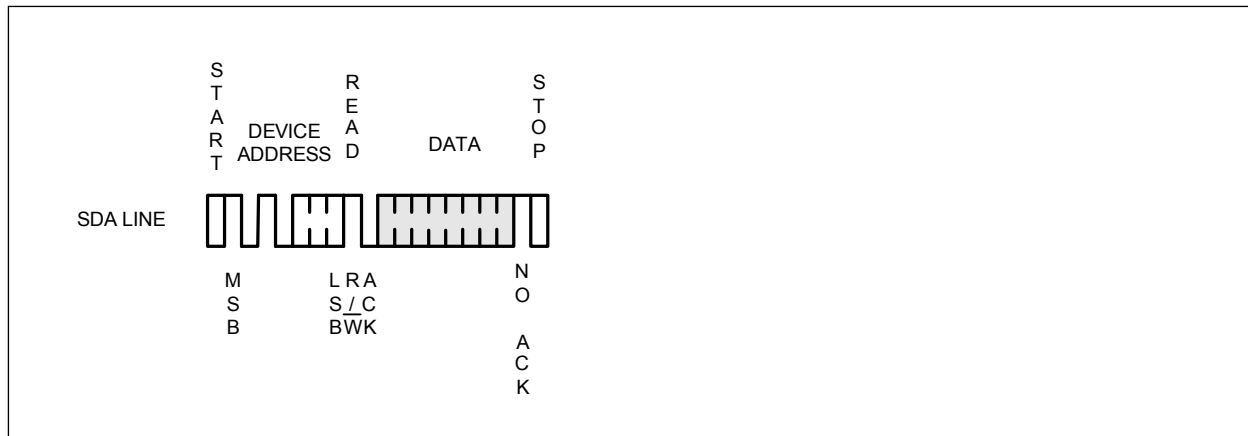 START
DEVICE
ADDRESS
READ
DATA
STOP
SDA LINE
MSB
LSB
R/W
ACK
NO ACK